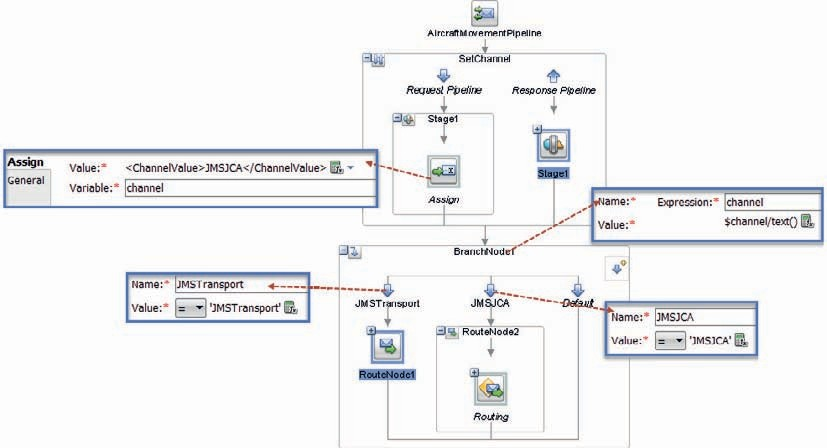 AircraftMovementPipeline
SetChannel
Request Pipeline
Response Pipeline
Stage1
Assign
Stage1
Assign
General
Value:* <ChannelValue>JMSJCA</ChannelValue>
Variable:* channel
Name:* Expression:* channel
Value:* $channel/text()
BranchNode1
Name:* JMSTransport
Value:* = 'JMSTransport'
JMSTransport
JMSJCA
Default
Name:* JMSJCA
Value:* = 'JMSJCA'
RouteNode1
RouteNode2
Routing